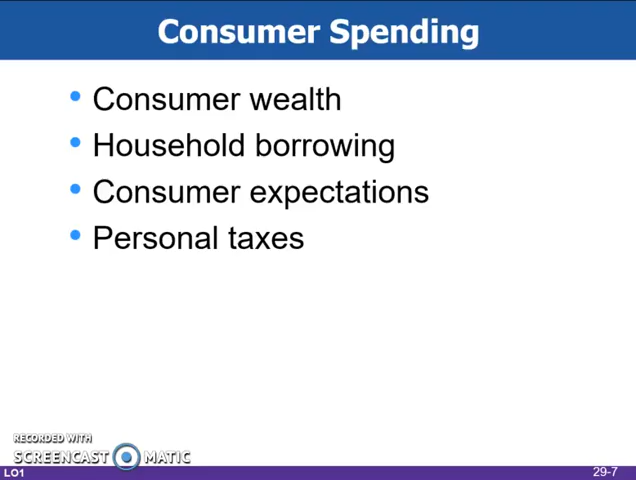 Consumer Spending
• Consumer wealth
• Household borrowing
• Consumer expectations
• Personal taxes
RECORDED WITH
SCREENCAST MATIC
LO1
29-7